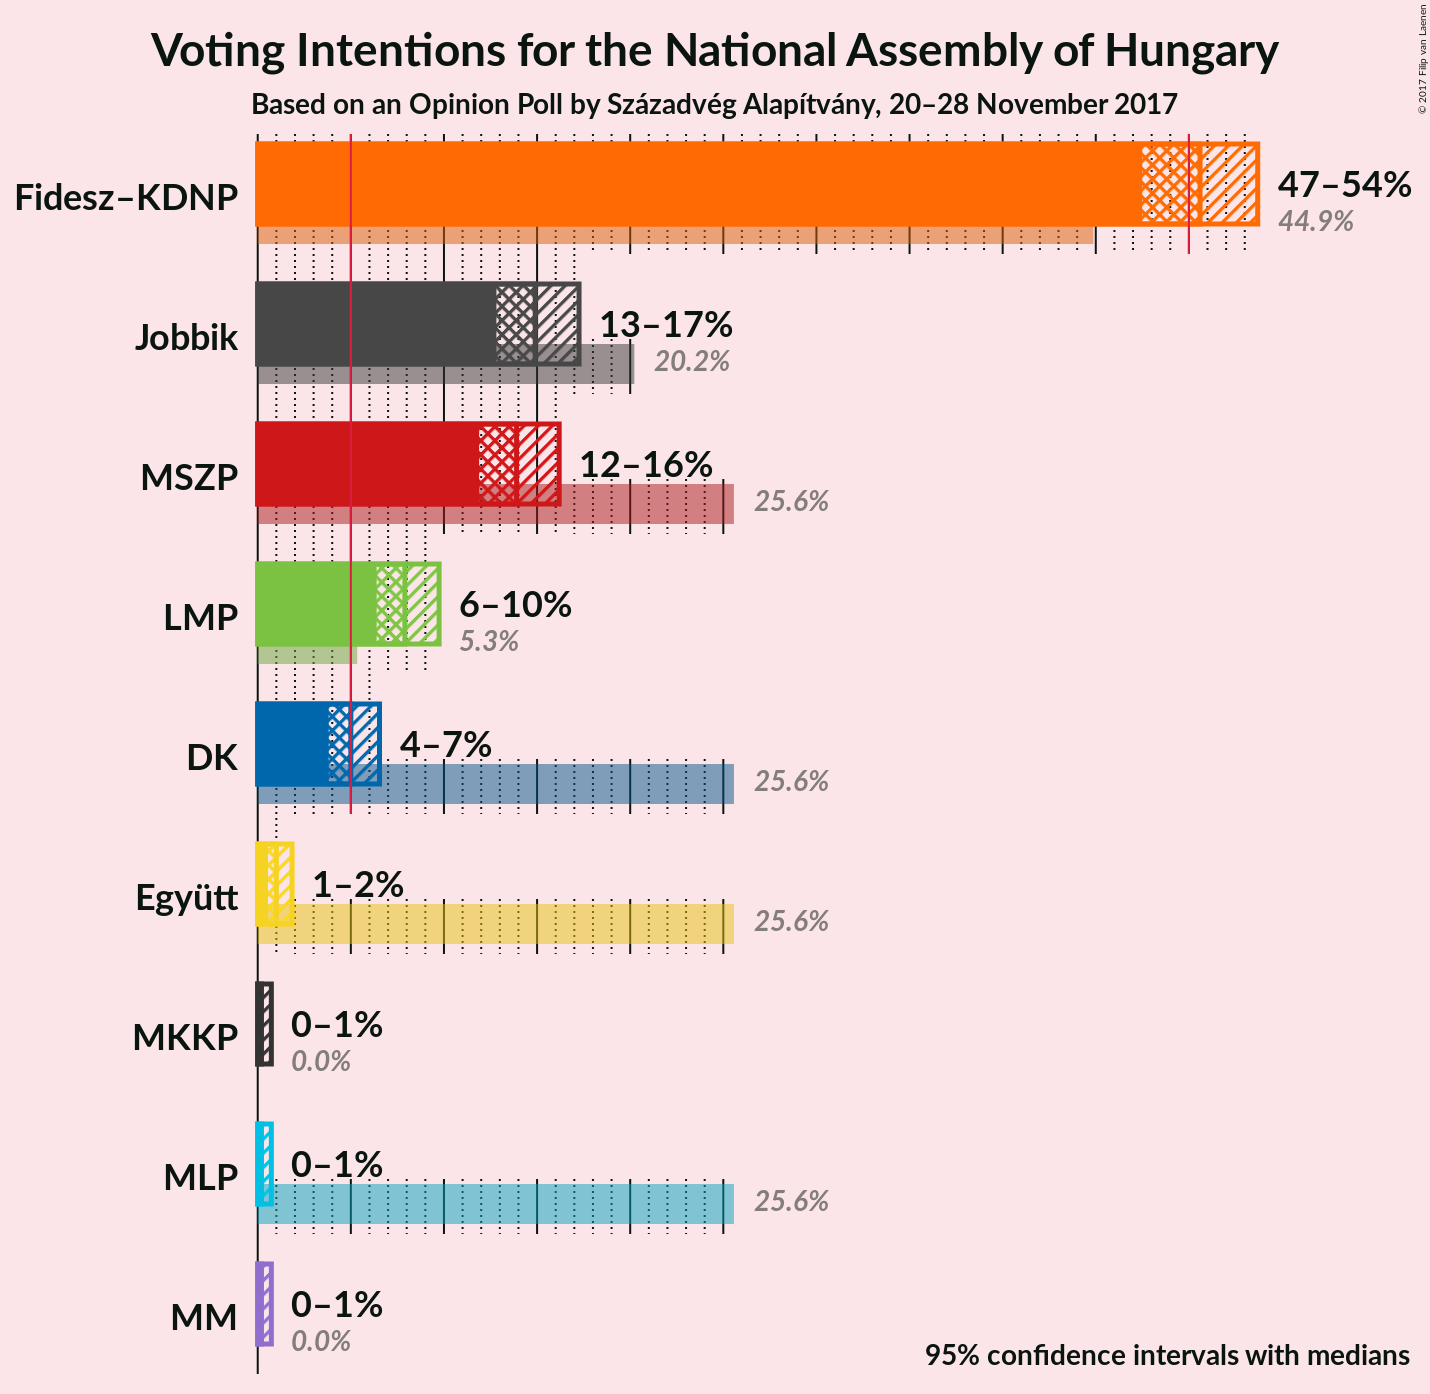 Voting Intentions for the National Assembly of Hungary
Based on an Opinion Poll by Századvég Alapítvány, 20–28 November 2017
© 2017 Filip van Laenen
Fidesz–KDNP
47–54%
44.9%
Jobbik
13–17%
20.2%
MSZP
12–16%
25.6%
LMP
6–10%
5.3%
DK
4–7%
25.6%
Együtt
1–2%
25.6%
MKKP
0–1%
0.0%
MLP
0–1%
25.6%
MM
0–1%
0.0%
95% confidence intervals with medians